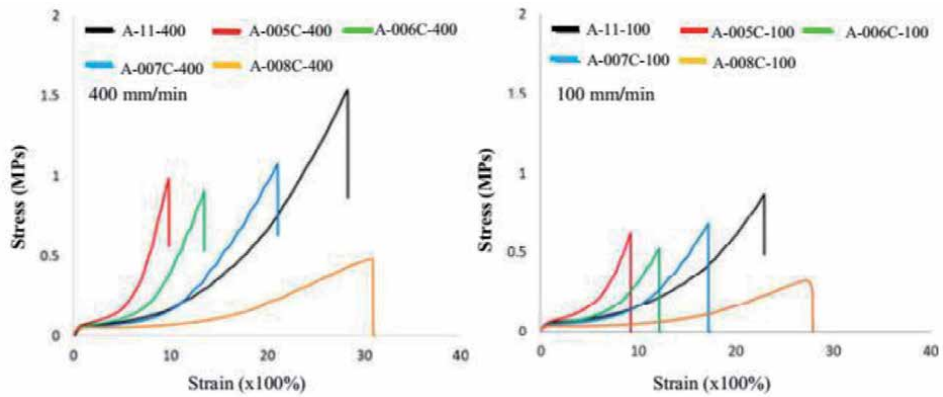 2
A-11-400 A-005C-400 A-006C-400
A-007C-400 A-008C-400
400 mm/min
1.5
1
0.5
0
0 10 20 30 40
Stress (MPs)
Strain (x100%)
2
A-11-100 A-005C-100 A-006C-100
A-007C-100 A-008C-100
100 mm/min
1.5
1
0.5
0
0 10 20 30 40
Stress (MPs)
Strain (x100%)